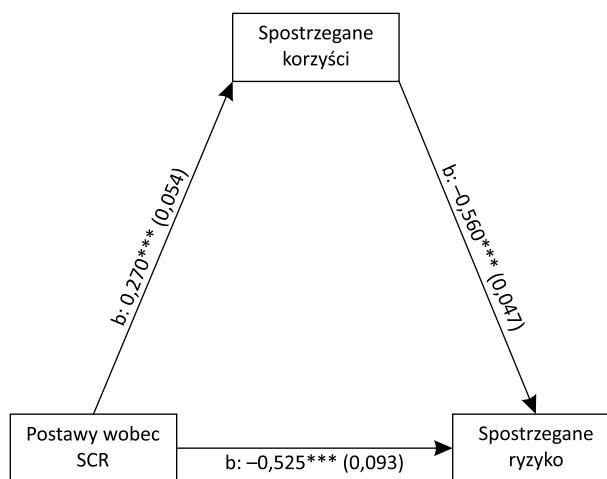 Spostrzegane
korzyści
b: 0,270*** (0,054)
b: –0,560*** (0,047)
Postawy wobec
SCR
b: –0,525*** (0,093)
Spostrzegane
ryzyko